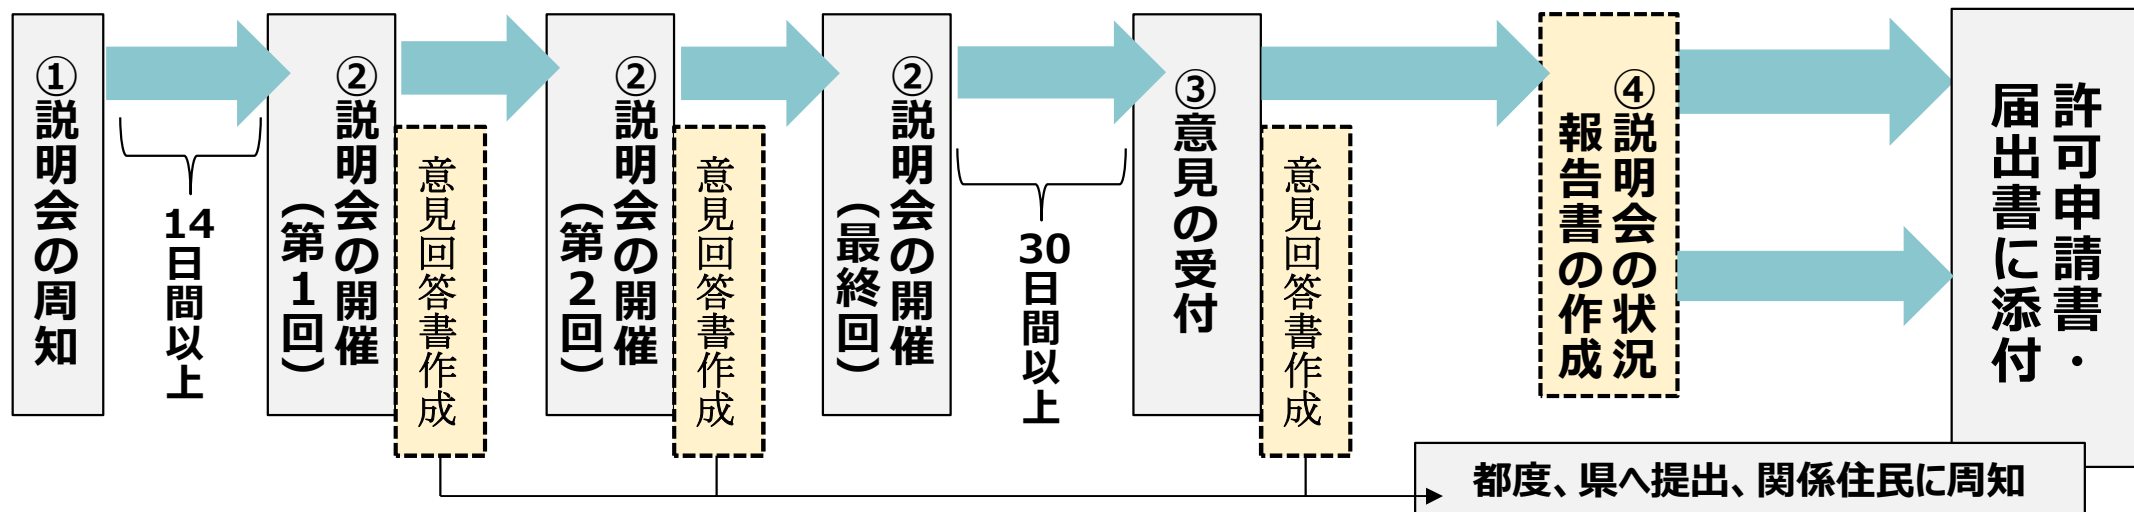 ①説明会の周知
14日間以上
②説明会の開催
（第１回）
意見回答書作成
②説明会の開催
（第２回）
意見回答書作成
②説明会の開催
（最終回）
30日間以上
③意見の受付
意見回答書作成
④説明会の状況
報告書の作成
許可申請書・
届出書に添付
都度、県へ提出、関係住民に周知